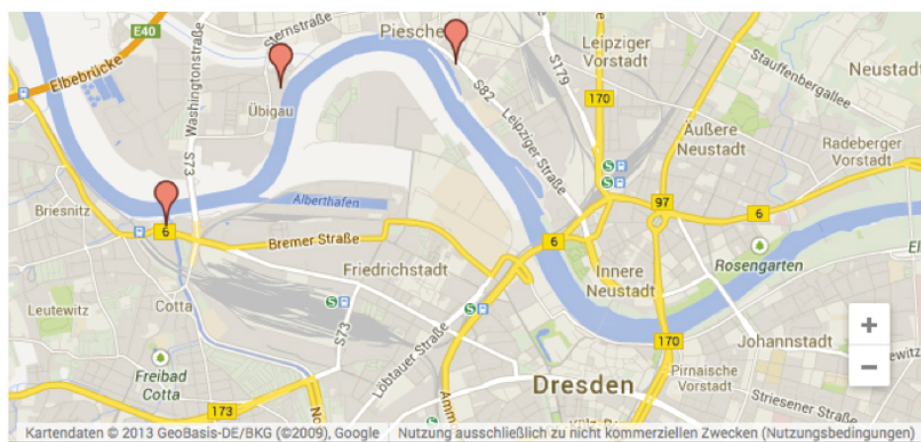 E40
Sternstraße
Pieschen
Leipziger
Vorstadt
Stauffenbergallee
Neustadt
Elbebrücke
Washingtonstraße
S179
S82
170
Übigau
Leipziger Straße
Äußere
Neustadt
Radeberger
Vorstadt
S73
S
S
Briesnitz
Alberthafen
97
6
6
6
Bremer Straße
Rosengarten
Friedrichstadt
S
Innere
Neustadt
Leutewitz
Cotta
S
S73
Löbtauer Straße
170
Johannstadt
+
−
Freibad
Cotta
Dresden
Pirnaische
Vorstadt
173
Striesener Straße
Kartendaten © 2013 GeoBasis-DE/BKG (©2009), Google
Nutzung ausschließlich zu nicht kommerziellen Zwecken (Nutzungsbedingungen)